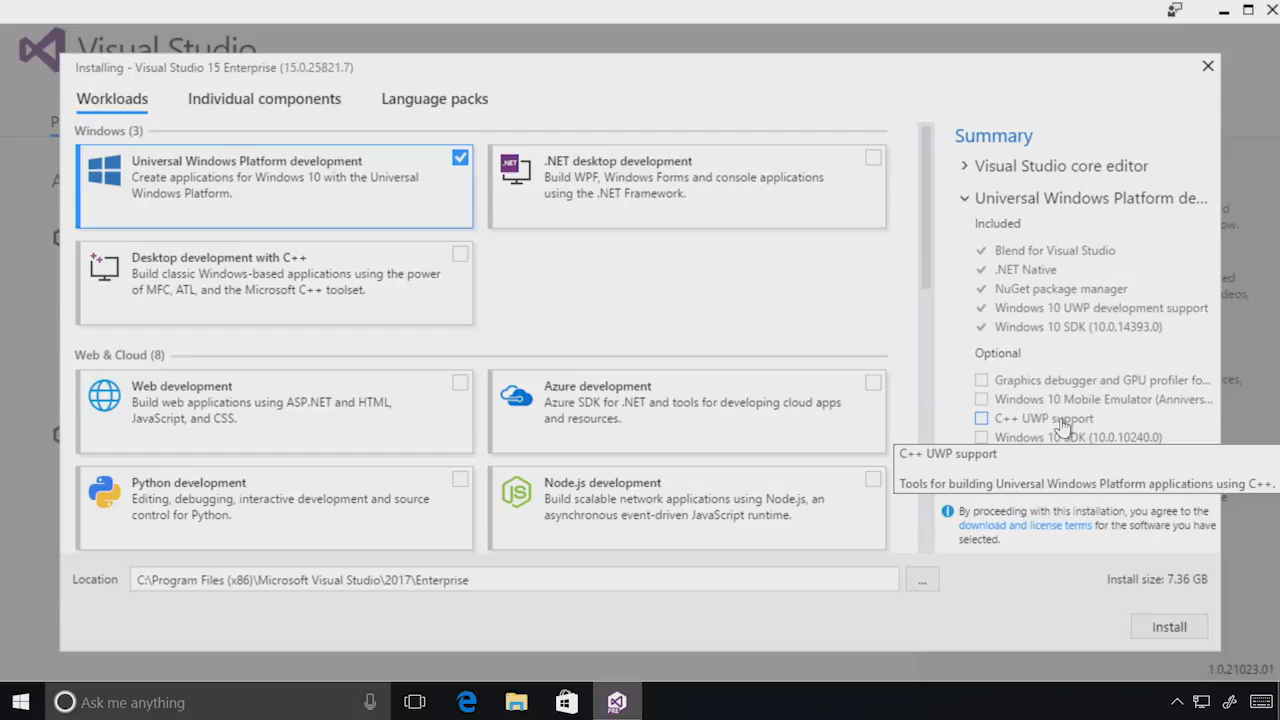 Visual Studio
Installing - Visual Studio 15 Enterprise (15.0.25821.7)
Workloads
Individual components
Language packs
Windows (3)
Universal Windows Platform development
Create applications for Windows 10 with the Universal
Windows Platform.
.NET
.NET desktop development
Build WPF, Windows Forms and console applications
using the .NET Framework.
Desktop development with C++
Build classic Windows-based applications using the power
of MFC, ATL, and the Microsoft C++ toolset.
Web & Cloud (8)
Web development
Build web applications using ASP.NET and HTML,
JavaScript, and CSS.
Azure development
Azure SDK for .NET and tools for developing cloud apps
and resources.
Python development
Editing, debugging, interactive development and source
control for Python.
Node.js development
Build scalable network applications using Node.js, an
asynchronous event-driven JavaScript runtime.
Summary
Visual Studio core editor
Universal Windows Platform de...
Included
Blend for Visual Studio
.NET Native
NuGet package manager
Windows 10 UWP development support
Windows 10 SDK (10.0.14393.0)
Optional
Graphics debugger and GPU profiler fo...
Windows 10 Mobile Emulator (Annivers...
C++ UWP support
Windows 10 SDK (10.0.10240.0)
C++ UWP support
Tools for building Universal Windows Platform applications using C++.
By proceeding with this installation, you agree to the
download and license terms for the software you have
selected.
Location
C:\Program Files (x86)\Microsoft Visual Studio\2017\Enterprise
...
Install size: 7.36 GB
Install
1.0.21023.01
Ask me anything